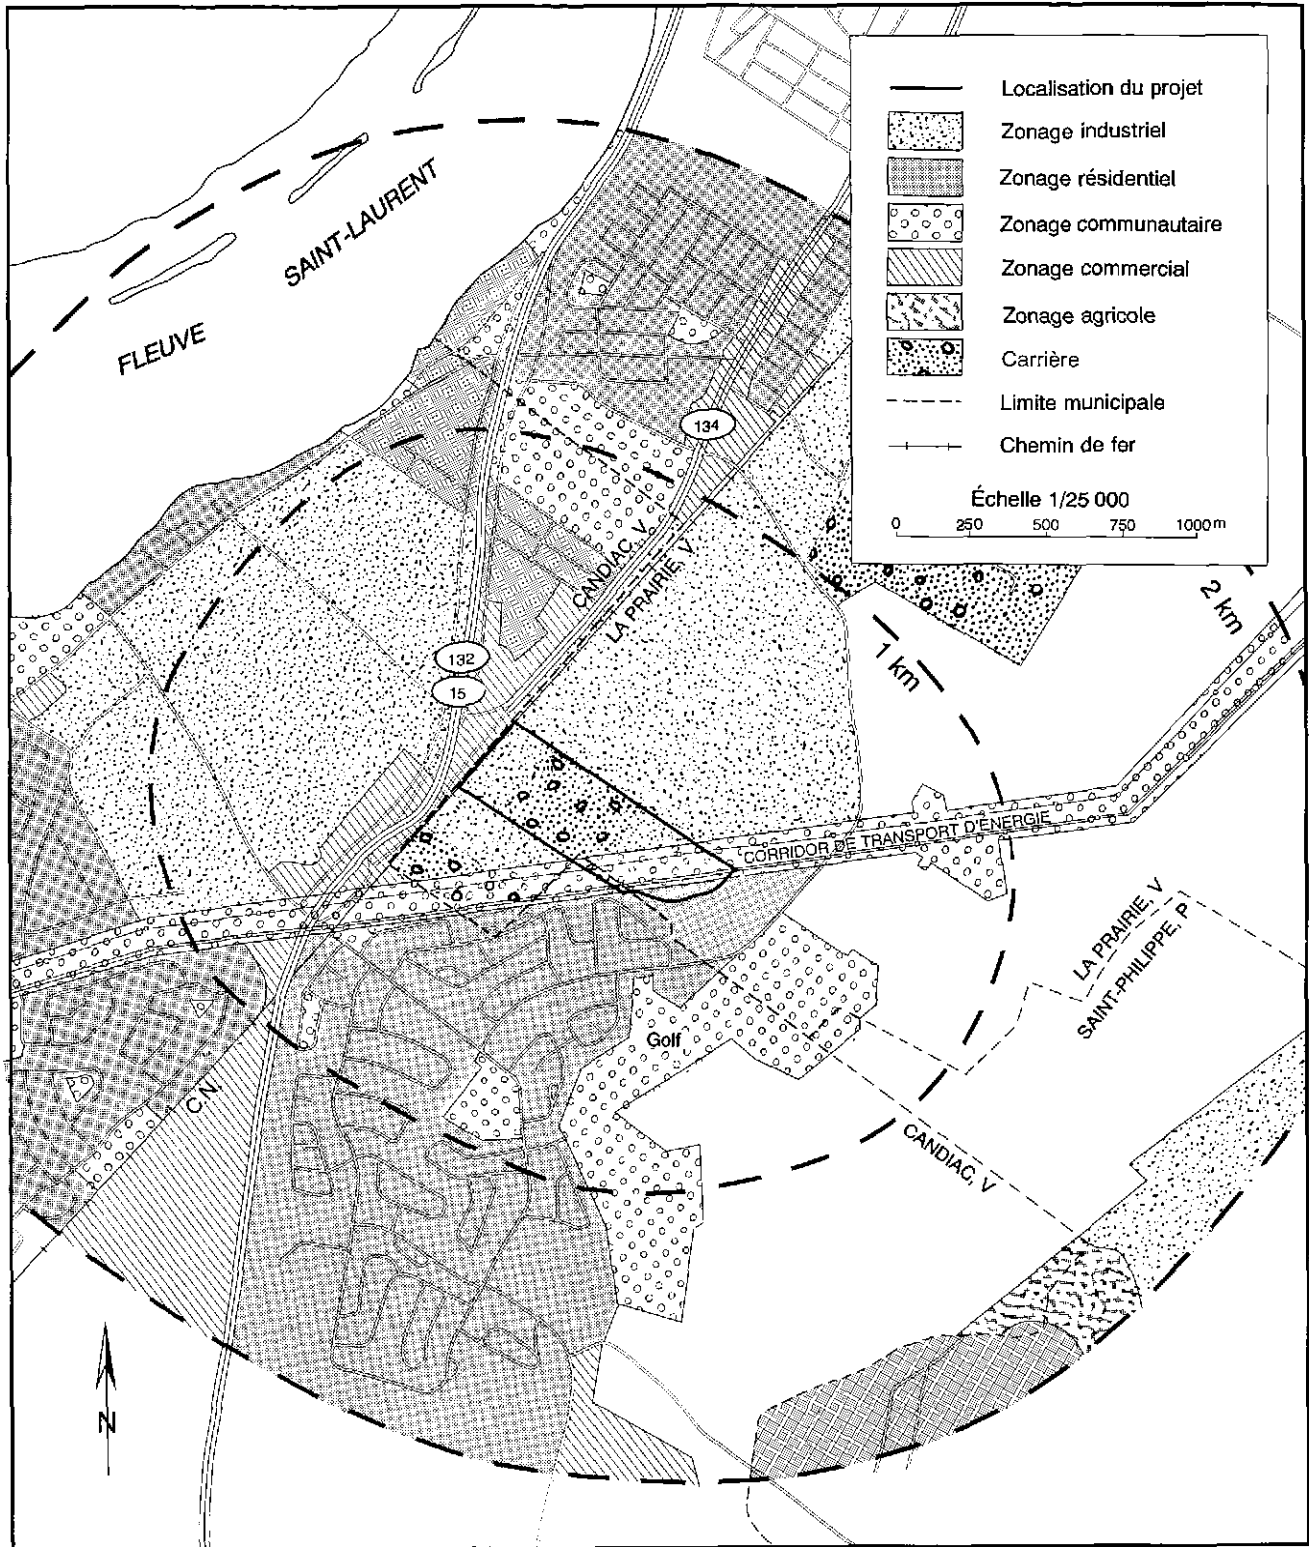 Localisation du projet
Zonage industriel
Zonage résidentiel
Zonage communautaire
Zonage commercial
Zonage agricole
Carrière
Limite municipale
Chemin de fer
Échelle 1/25 000
0 250 500 750 1000m
SAINT-LAURENT
FLEUVE
134
CANDIAC, V
LA PRAIRIE, V
2 km
1 km
132
15
CORRIDOR DE TRANSPORT D'ÉNERGIE
LA PRAIRIE, V
SAINT-PHILIPPE, P
Golf
C.N.
CANDIAC, V
N